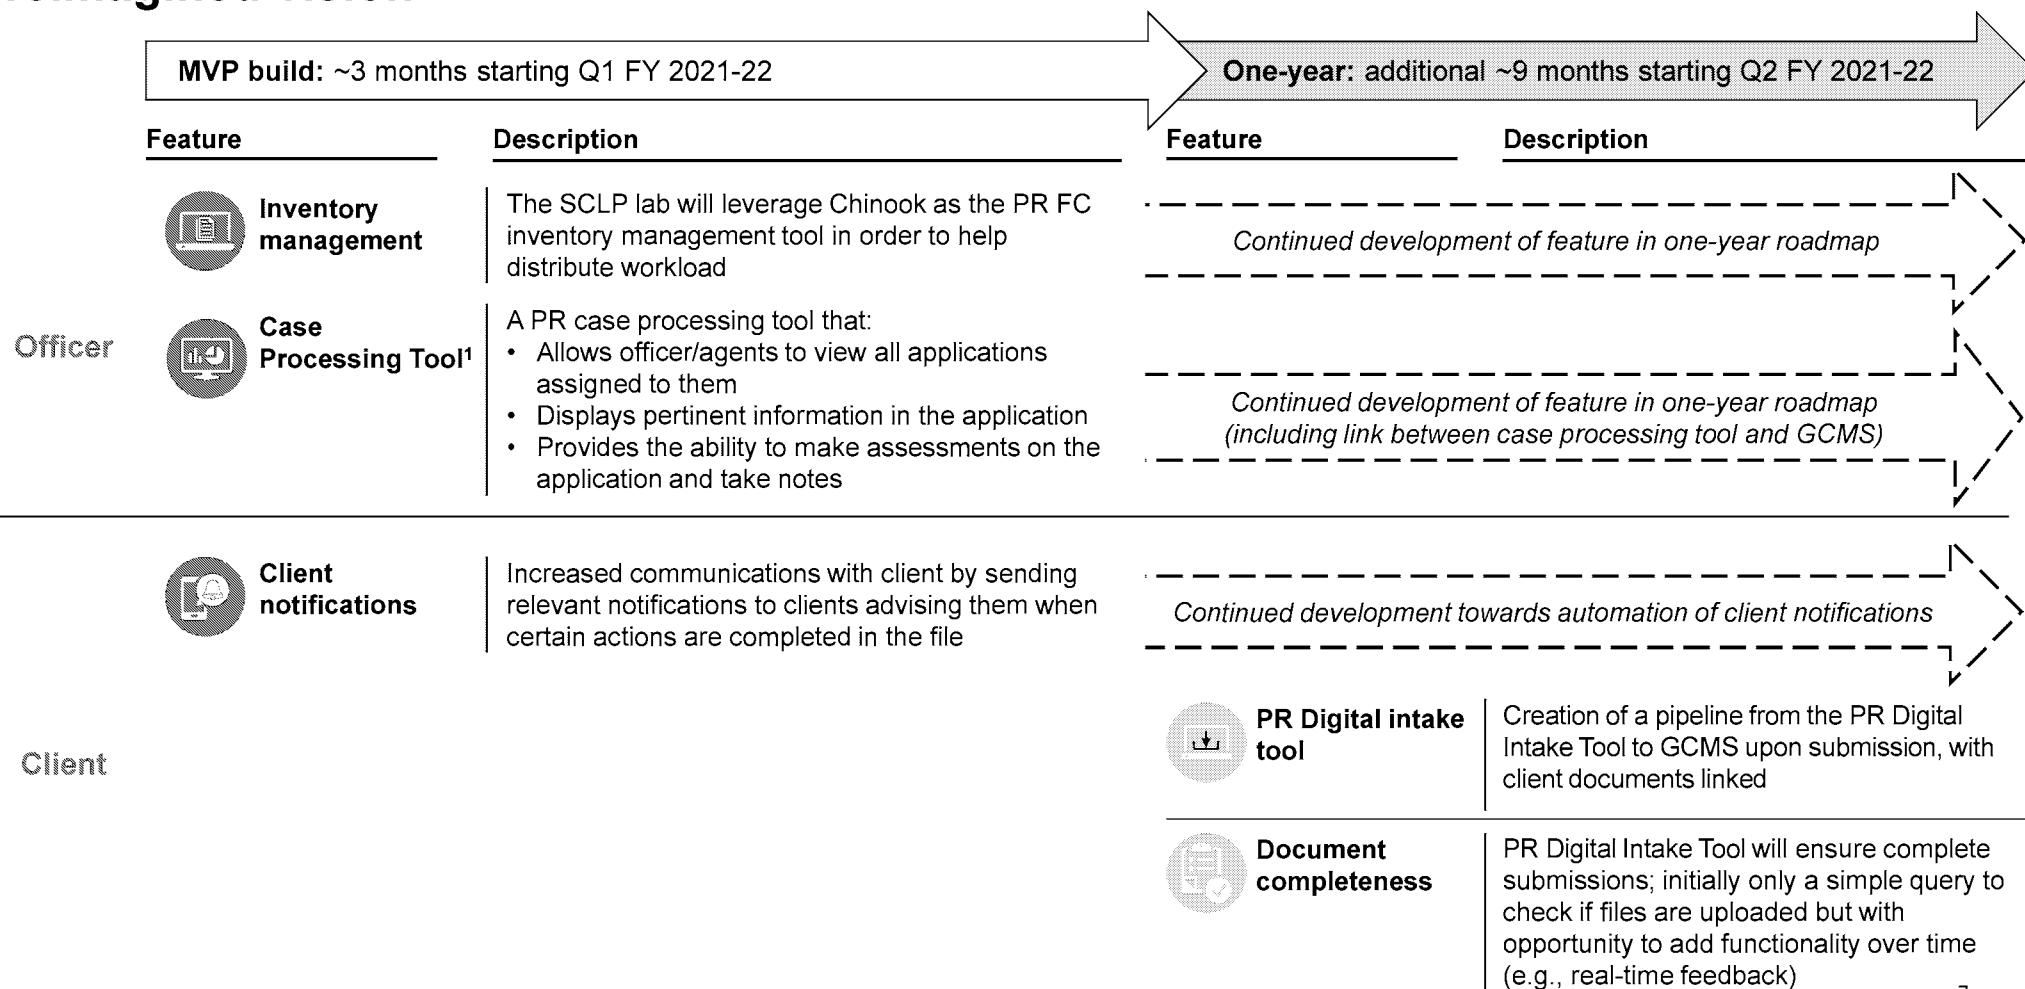 MVP build: ~3 months starting Q1 FY 2021-22
One-year: additional ~9 months starting Q2 FY 2021-22
Feature
Description
Feature
Description
Officer
Inventory
management
The SCLP lab will leverage Chinook as the PR FC
inventory management tool in order to help
distribute workload
Continued development of feature in one-year roadmap
Case
Processing Tool¹
A PR case processing tool that:
• Allows officer/agents to view all applications
assigned to them
• Displays pertinent information in the application
• Provides the ability to make assessments on the
application and take notes
Continued development of feature in one-year roadmap
(including link between case processing tool and GCMS)
Client
Client
notifications
Increased communications with client by sending
relevant notifications to clients advising them when
certain actions are completed in the file
Continued development towards automation of client notifications
PR Digital intake
tool
Creation of a pipeline from the PR Digital
Intake Tool to GCMS upon submission, with
client documents linked
Document
completeness
PR Digital Intake Tool will ensure complete
submissions; initially only a simple query to
check if files are uploaded but with
opportunity to add functionality over time
(e.g., real-time feedback)